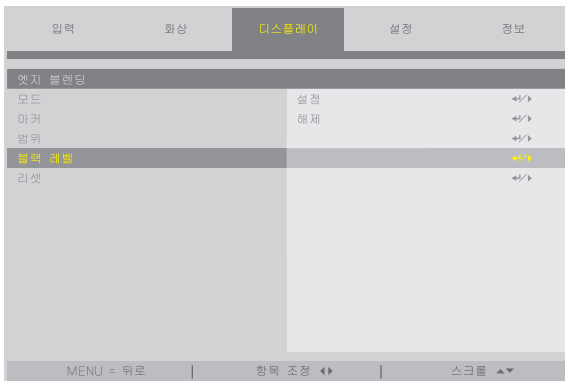 입력 화상 디스플레이 설정 정보
엣지 블렌딩
모드 설정
마커 해제
범위
블랙 레벨
리셋
MENU = 뒤로 | 항목 조정 ◀▶ | 스크롤 ▲▼